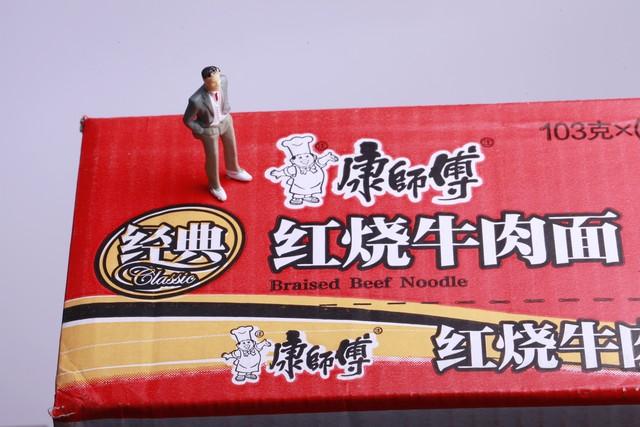 103克×(
康師傅®
经典
Classic
红烧牛肉面
Braised Beef Noodle
康師傅®
红烧牛肉